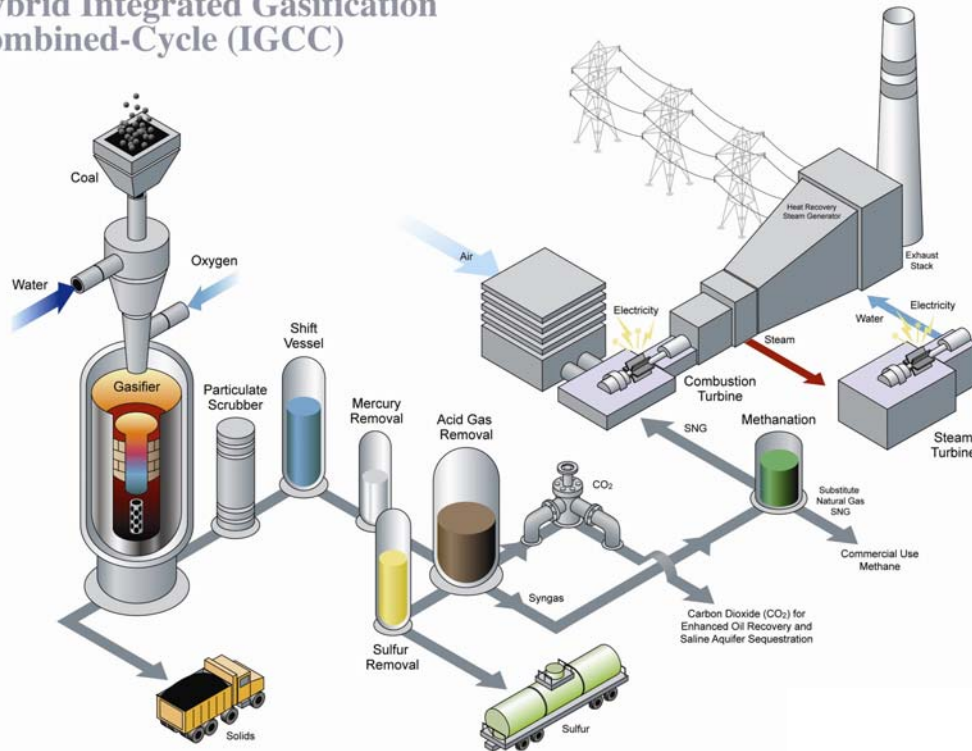 ybrid Integrated Gasification
ombined-Cycle (IGCC)
Coal
Water
Oxygen
Gasifier
Particulate
Scrubber
Shift
Vessel
Mercury
Removal
Acid Gas
Removal
Sulfur
Removal
Solids
Sulfur
Syngas
CO₂
Air
Electricity
Combustion
Turbine
Heat Recovery
Steam Generator
Exhaust
Stack
Steam
Water
Electricity
Steam
Turbine
SNG
Methanation
Substitute
Natural Gas
SNG
Commercial Use
Methane
Carbon Dioxide (CO₂) for
Enhanced Oil Recovery and
Saline Aquifer Sequestration